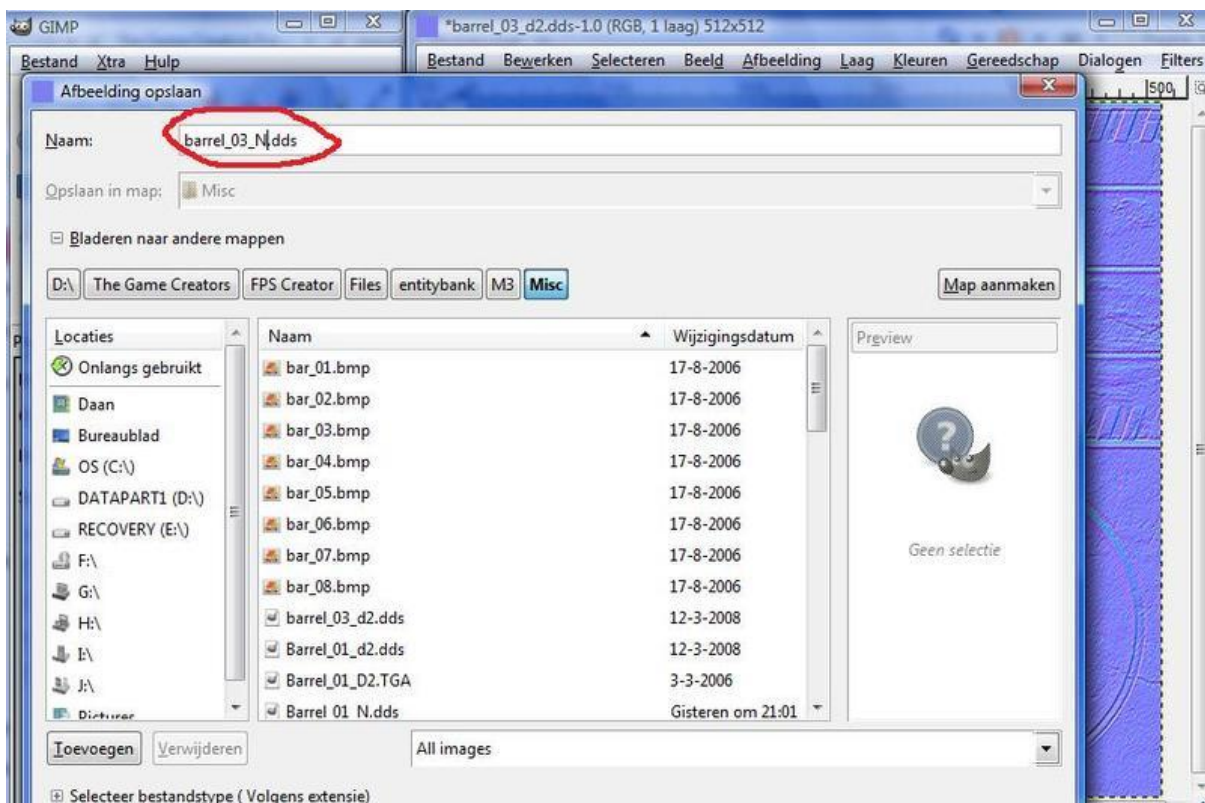 GIMP
*barrel_03_d2.dds-1.0 (RGB, 1 laag) 512x512
Bestand Xtra Hulp
Bestand Bewerken Selecteren Beeld Afbeelding Laag Kleuren Gereedschap Dialogen Filters
Afbeelding opslaan
500
Naam: barrel_03_N.dds
Opslaan in map: Misc
Bladeren naar andere mappen
D:\ The Game Creators FPS Creator Files entitybank M3 Misc Map aanmaken
Locaties Naam Wijzigingsdatum Preview
Onlangs gebruikt bar_01.bmp 17-8-2006
Daan bar_02.bmp 17-8-2006
Bureaublad bar_03.bmp 17-8-2006
OS (C:\) bar_04.bmp 17-8-2006
DATAPART1 (D:\) bar_05.bmp 17-8-2006
RECOVERY (E:\) bar_06.bmp 17-8-2006
F:\ bar_07.bmp 17-8-2006 Geen selectie
G:\ bar_08.bmp 17-8-2006
H:\ barrel_03_d2.dds 12-3-2008
I:\ Barrel_01_d2.dds 12-3-2008
J:\ Barrel_01_D2.TGA 3-3-2006
Pictures Barrel_01_N.dds Gisteren om 21:01
Toevoegen Verwijderen All images
Selecteer bestandstype ( Volgens extensie)